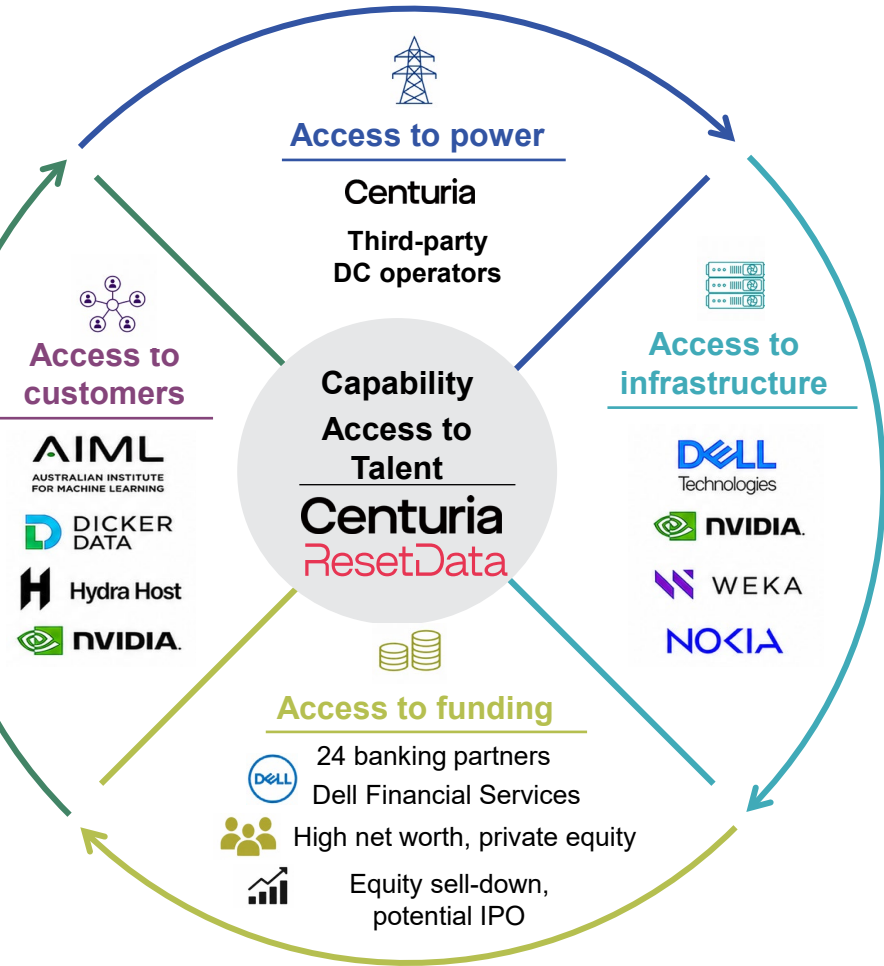 Access to power
Centuria
Third-party
DC operators
Access to
infrastructure
DELL
Technologies
NVIDIA.
WEKA
NOKIA
Access to funding
DELL
24 banking partners
Dell Financial Services
High net worth, private equity
Equity sell-down,
potential IPO
Access to
customers
AIML
AUSTRALIAN INSTITUTE
FOR MACHINE LEARNING
DICKER
DATA
Hydra Host
NVIDIA.
Capability
Access to
Talent
Centuria
ResetData